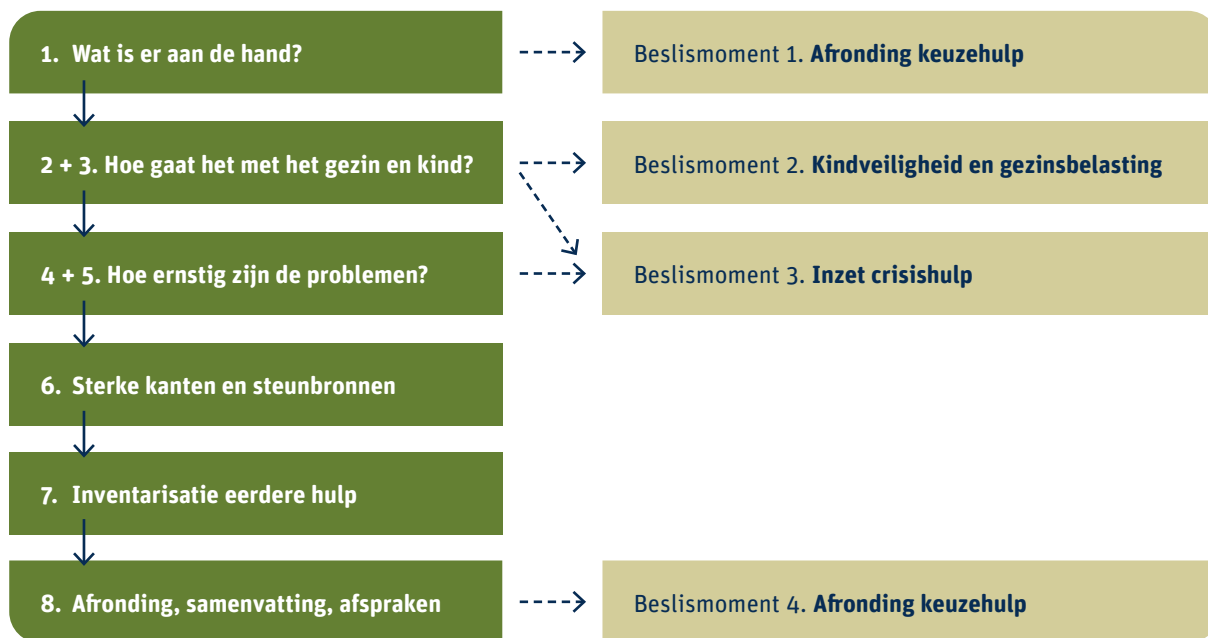 1. Wat is er aan de hand?
Beslismoment 1. Afronding keuzehulp
2 + 3. Hoe gaat het met het gezin en kind?
Beslismoment 2. Kindveiligheid en gezinsbelasting
4 + 5. Hoe ernstig zijn de problemen?
Beslismoment 3. Inzet crisishulp
6. Sterke kanten en steunbronnen
7. Inventarisatie eerdere hulp
8. Afronding, samenvatting, afspraken
Beslismoment 4. Afronding keuzehulp